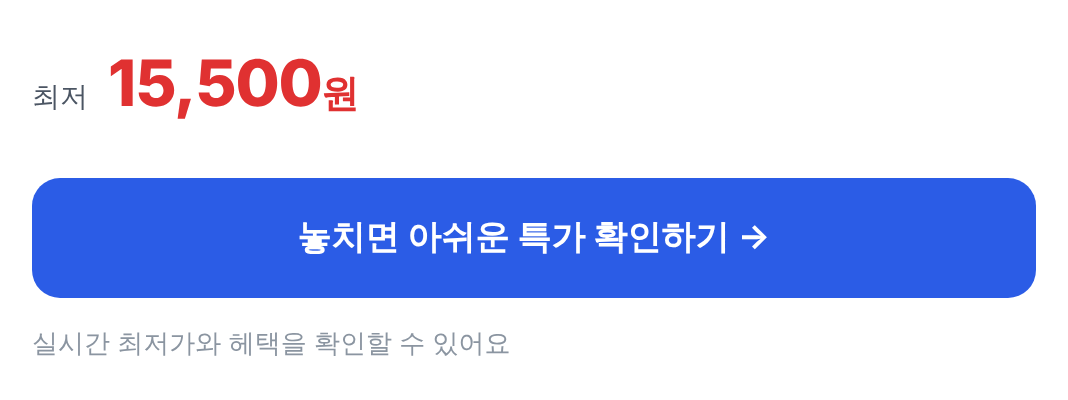 최저 15,500원
놓치면 아쉬운 특가 확인하기 →
실시간 최저가와 헤택을 확인할 수 있어요